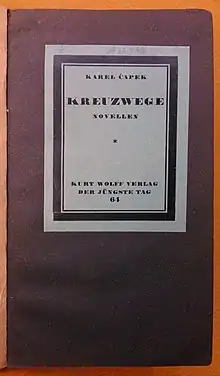 KAREL ČAPEK
KREUZWEGE
NOVELLEN
*
KURT WOLFF VERLAG
DER JÜNGSTE TAG
64